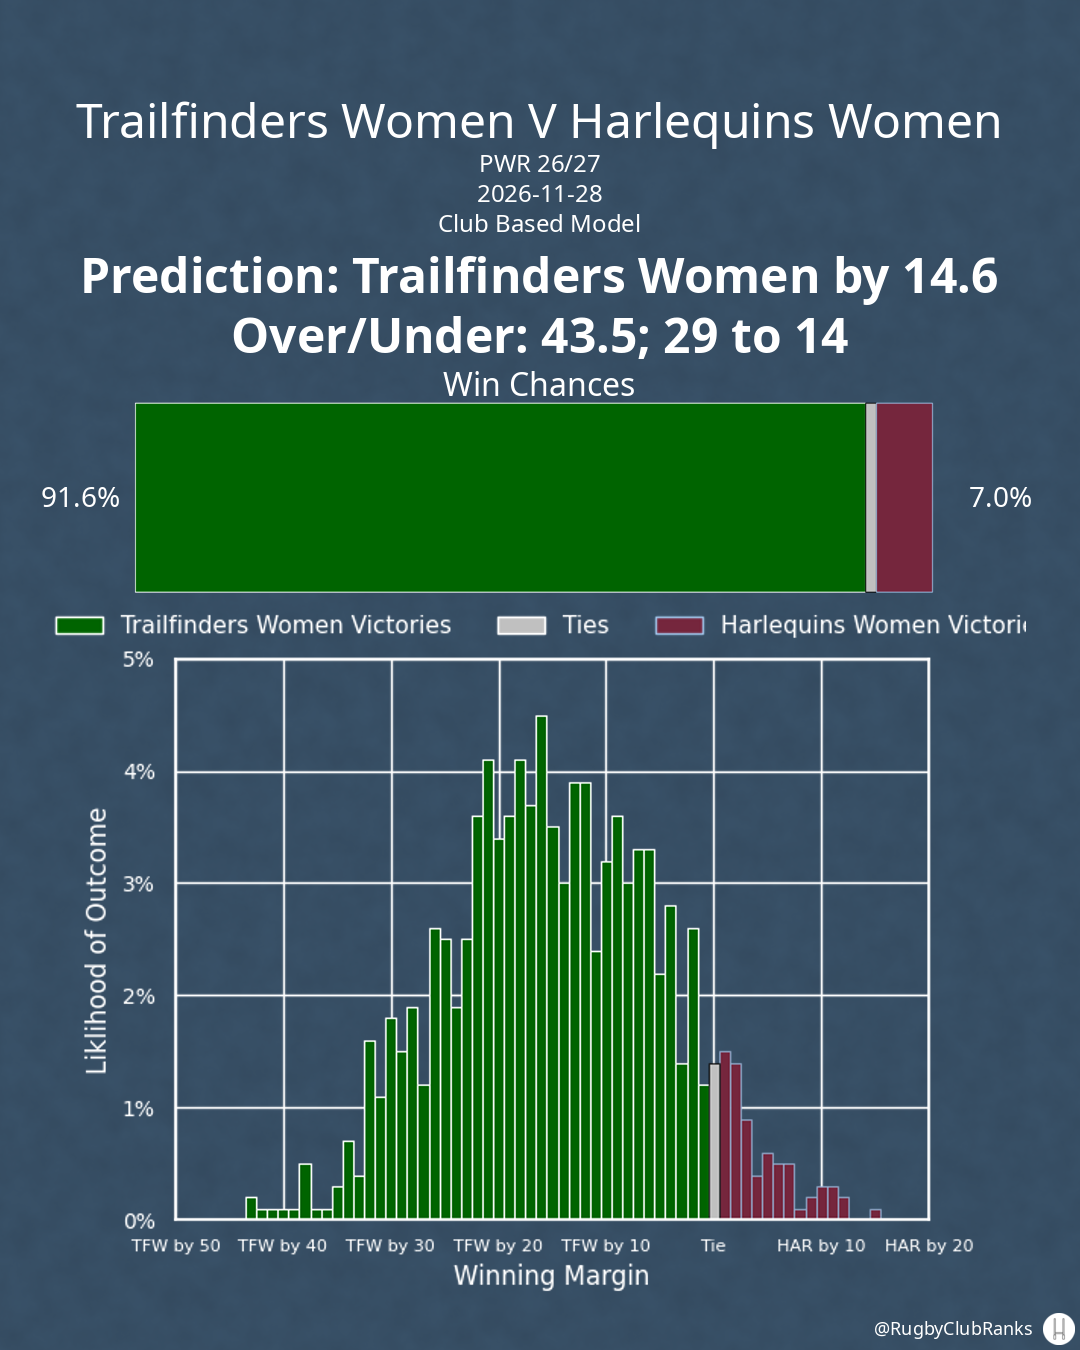 Trailfinders Women V Harlequins Women
PWR 26/27
2026-11-28
Club Based Model
Prediction: Trailfinders Women by 14.6
Over/Under: 43.5; 29 to 14
Win Chances
91.6%
7.0%
Trailfinders Women Victories
Ties
Harlequins Women Victori
5%
4%
3%
2%
1%
0%
Liklihood of Outcome
TFW by 50
TFW by 40
TFW by 30
TFW by 20
TFW by 10
Tie
HAR by 10
HAR by 20
Winning Margin
@RugbyClubRanks